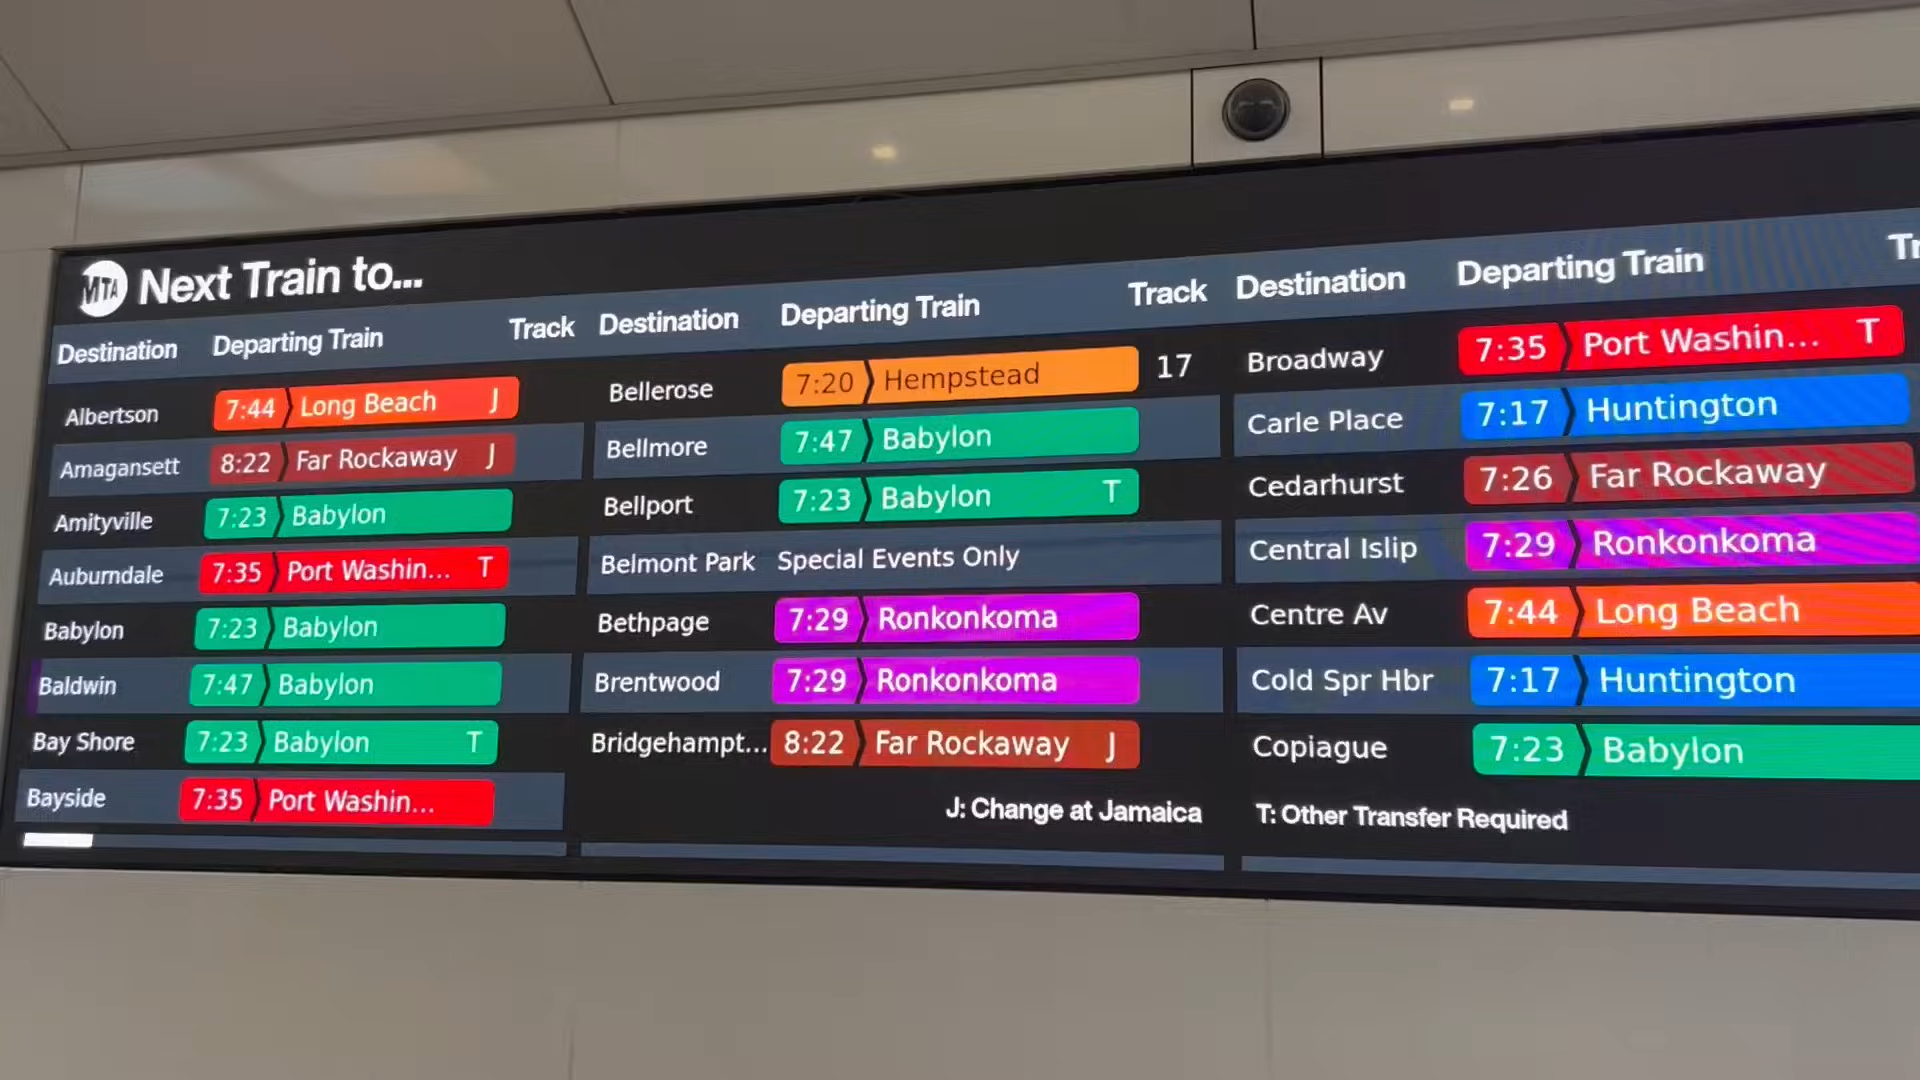 MTA Next Train to...
Destination Departing Train Track
Albertson 7:44 Long Beach J
Amagansett 8:22 Far Rockaway J
Amityville 7:23 Babylon
Auburndale 7:35 Port Washin... T
Babylon 7:23 Babylon
Baldwin 7:47 Babylon
Bay Shore 7:23 Babylon T
Bayside 7:35 Port Washin...
Destination Departing Train Track
Bellerose 7:20 Hempstead 17
Bellmore 7:47 Babylon
Bellport 7:23 Babylon T
Belmont Park Special Events Only
Bethpage 7:29 Ronkonkoma
Brentwood 7:29 Ronkonkoma
Bridgehampt... 8:22 Far Rockaway J
J: Change at Jamaica
Destination Departing Train Tr
Broadway 7:35 Port Washin... T
Carle Place 7:17 Huntington
Cedarhurst 7:26 Far Rockaway
Central Islip 7:29 Ronkonkoma
Centre Av 7:44 Long Beach
Cold Spr Hbr 7:17 Huntington
Copiague 7:23 Babylon
T: Other Transfer Required